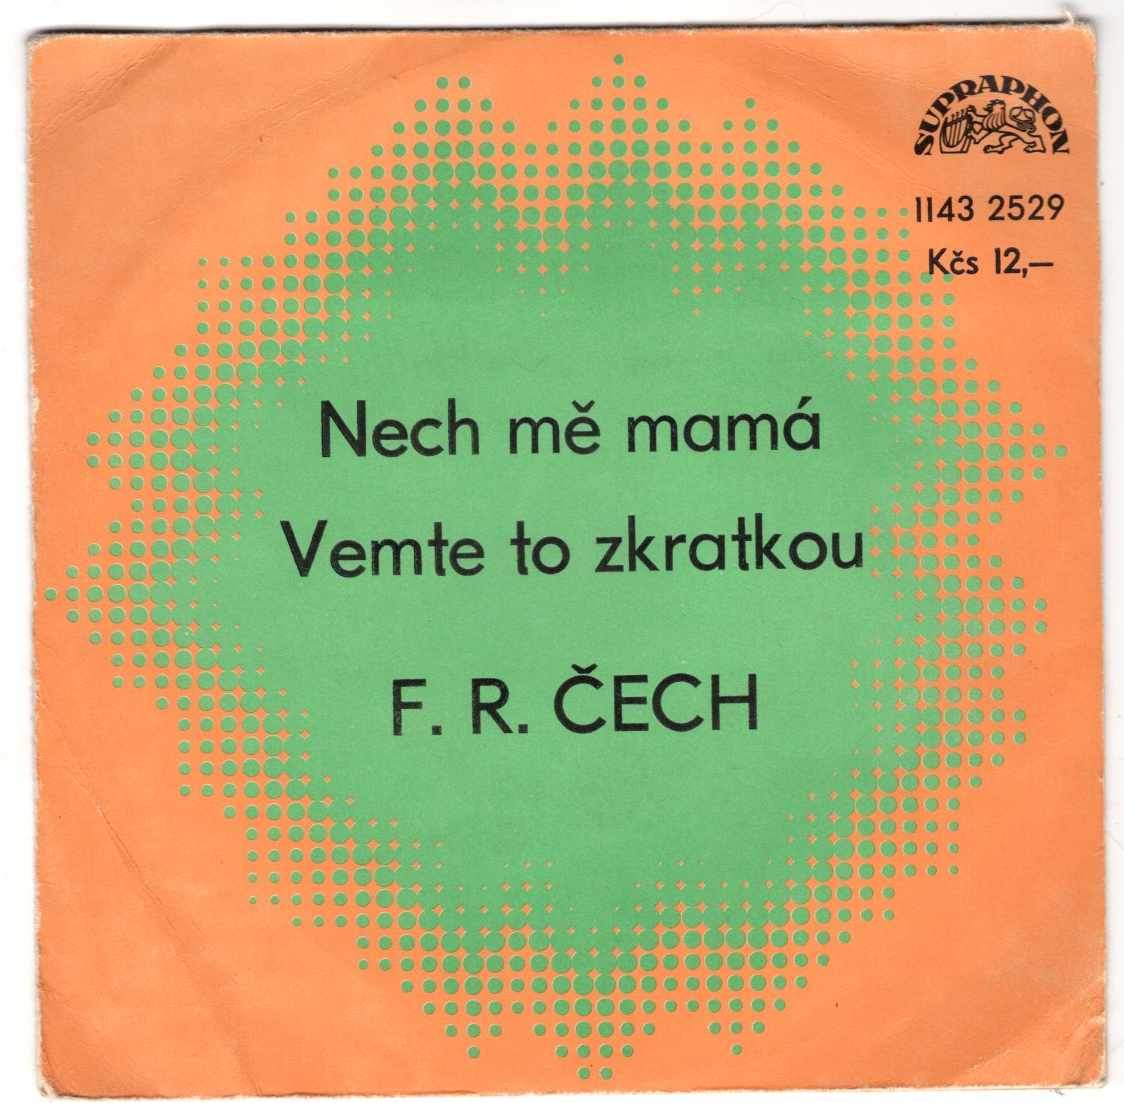 SUPRAPHON
1143 2529
Kčs 12,—
Nech mě mamá
Vemte to zkratkou
F. R. ČECH